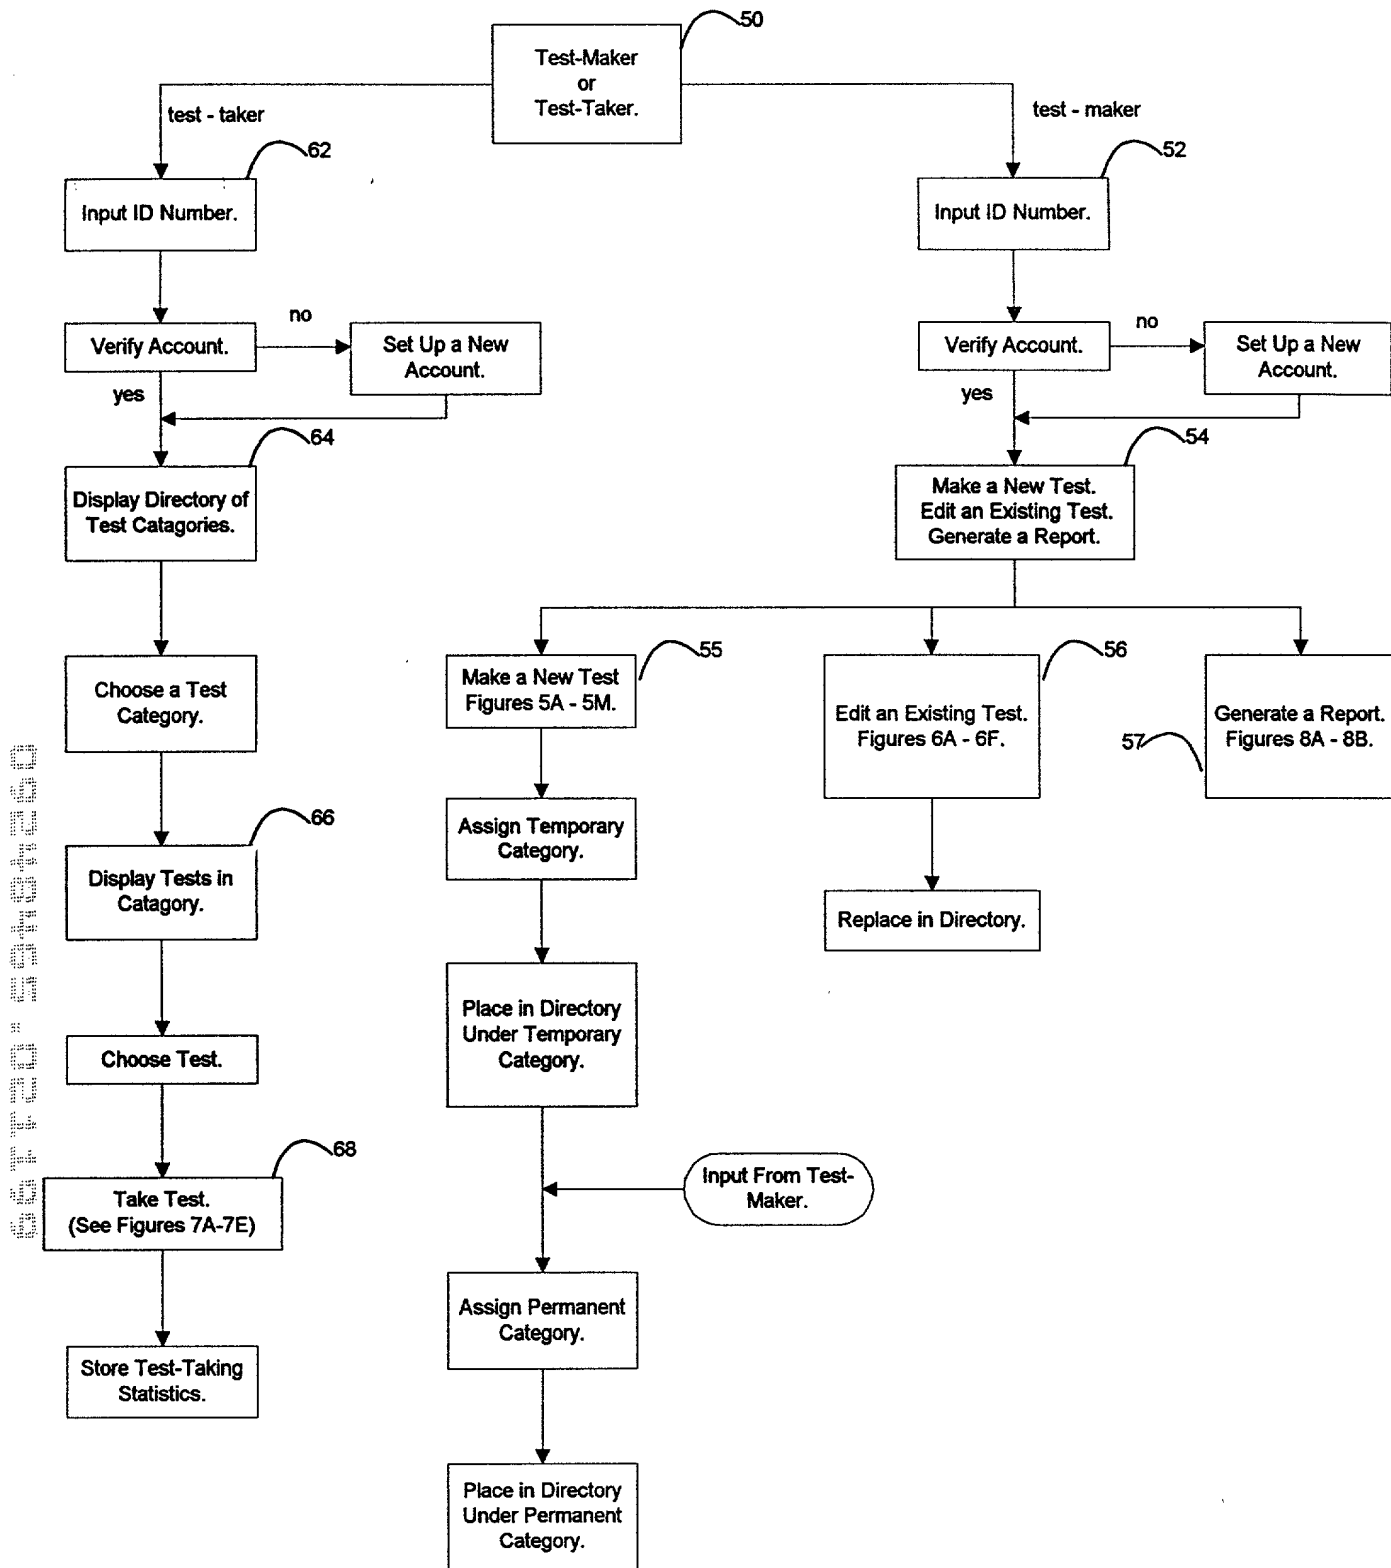 50
Test-Maker
or
Test-Taker.
test - taker
test - maker
62
Input ID Number.
52
Input ID Number.
Verify Account.
no
Set Up a New
Account.
yes
Verify Account.
no
Set Up a New
Account.
yes
64
Display Directory of
Test Catagories.
54
Make a New Test.
Edit an Existing Test.
Generate a Report.
Choose a Test
Category.
55
Make a New Test
Figures 5A - 5M.
56
Edit an Existing Test.
Figures 6A - 6F.
57
Generate a Report.
Figures 8A - 8B.
66
Display Tests in
Catagory.
Assign Temporary
Category.
Replace in Directory.
Choose Test.
Place in Directory
Under Temporary
Category.
68
Take Test.
(See Figures 7A-7E)
Input From Test-
Maker.
Store Test-Taking
Statistics.
Assign Permanent
Category.
Place in Directory
Under Permanent
Category.